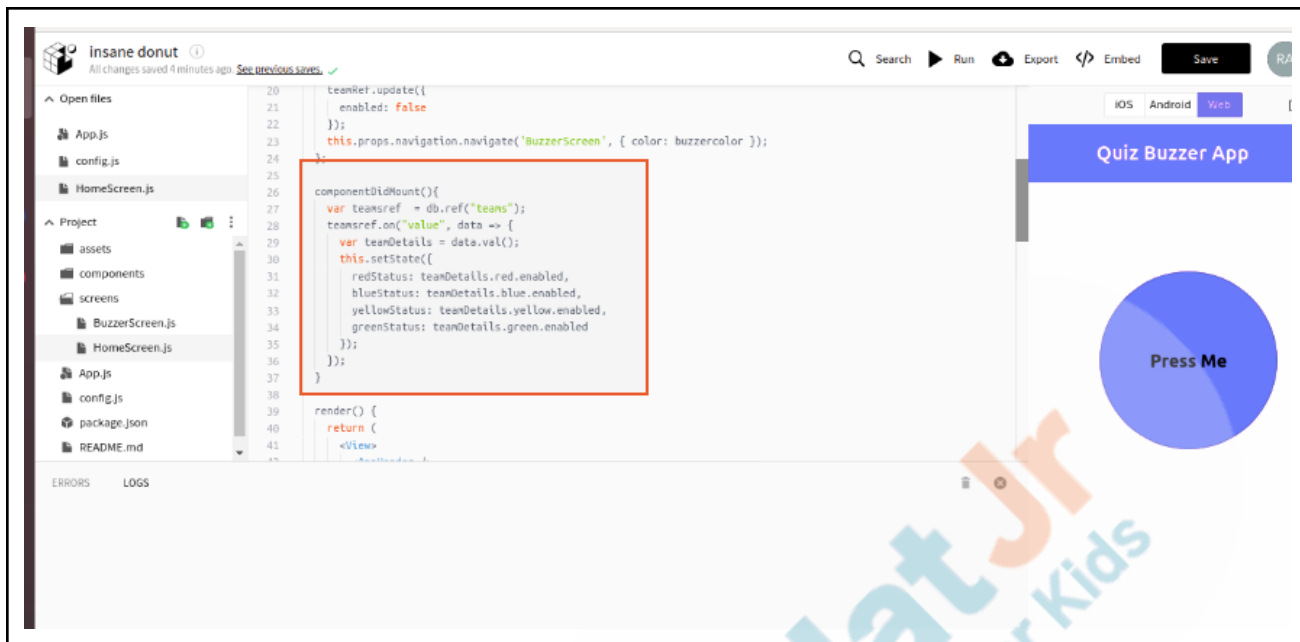 insane donut
All changes saved 4 minutes ago. See previous saves.
Search
Run
Export
Embed
Save
RA
Open files
App.js
config.js
HomeScreen.js
Project
assets
components
screens
BuzzerScreen.js
HomeScreen.js
App.js
config.js
package.json
README.md
20 teamRef.update({
21 enabled: false
22 });
23 this.props.navigation.navigate('BuzzerScreen', { color: buzzercolor });
24 };
25
26 componentDidMount(){
27 var teamsref = db.ref("teams");
28 teamsref.on("value", data => {
29 var teamDetails = data.val();
30 this.setState({
31 redStatus: teamDetails.red.enabled,
32 blueStatus: teamDetails.blue.enabled,
33 yellowStatus: teamDetails.yellow.enabled,
34 greenStatus: teamDetails.green.enabled
35 });
36 });
37 }
38
39 render() {
40 return (
41 <View>
iOS
Android
Web
Quiz Buzzer App
Press Me
ERRORS
LOGS
at Jr
r Kids